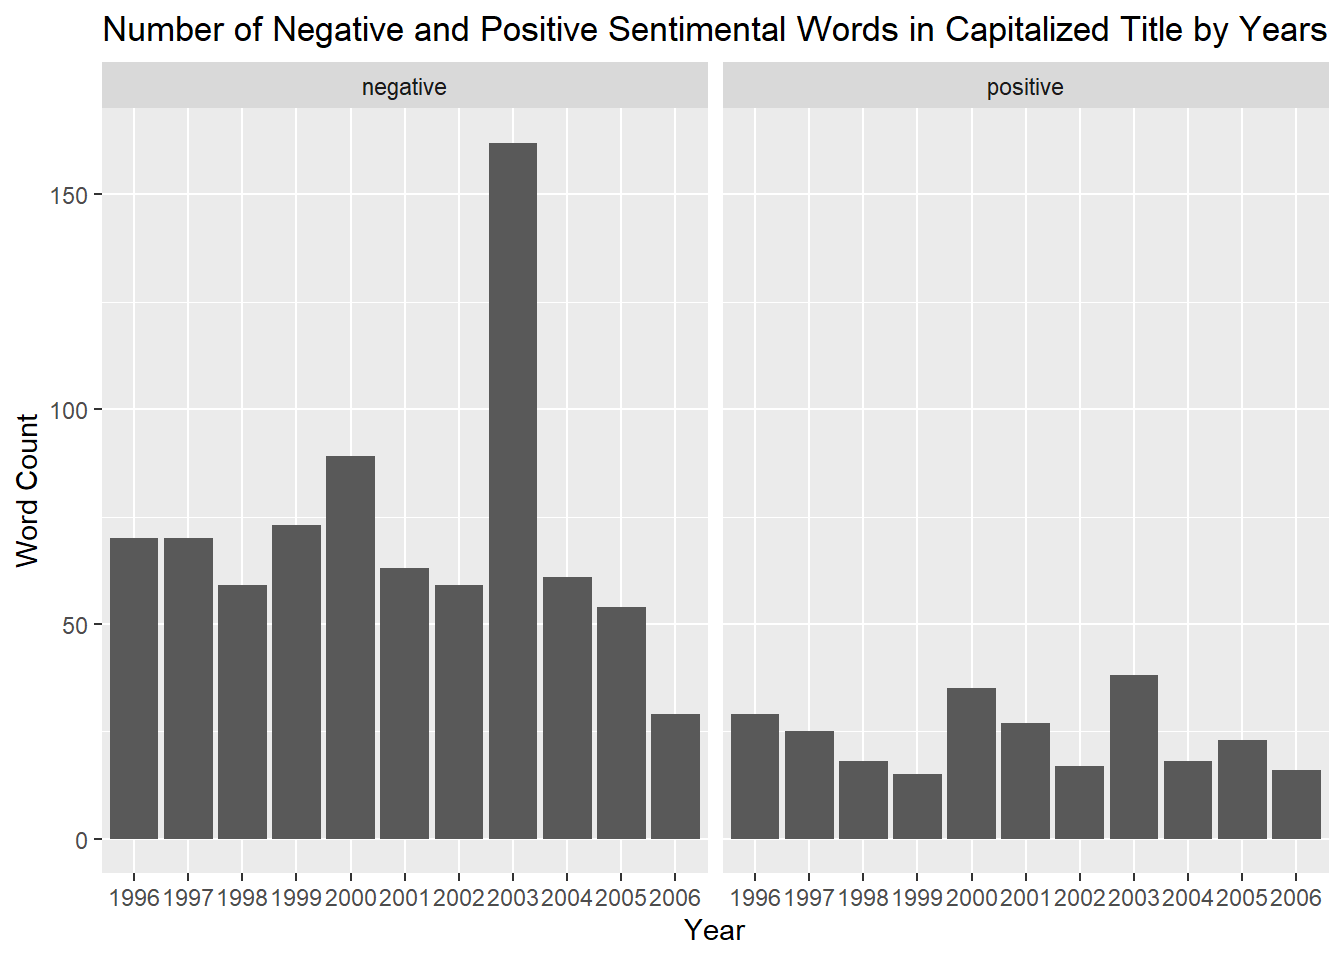 Number of Negative and Positive Sentimental Words in Capitalized Title by Years
negative
positive
150
100
50
0
Word Count
1996 1997 1998 1999 2000 2001 2002 2003 2004 2005 2006
1996 1997 1998 1999 2000 2001 2002 2003 2004 2005 2006
Year